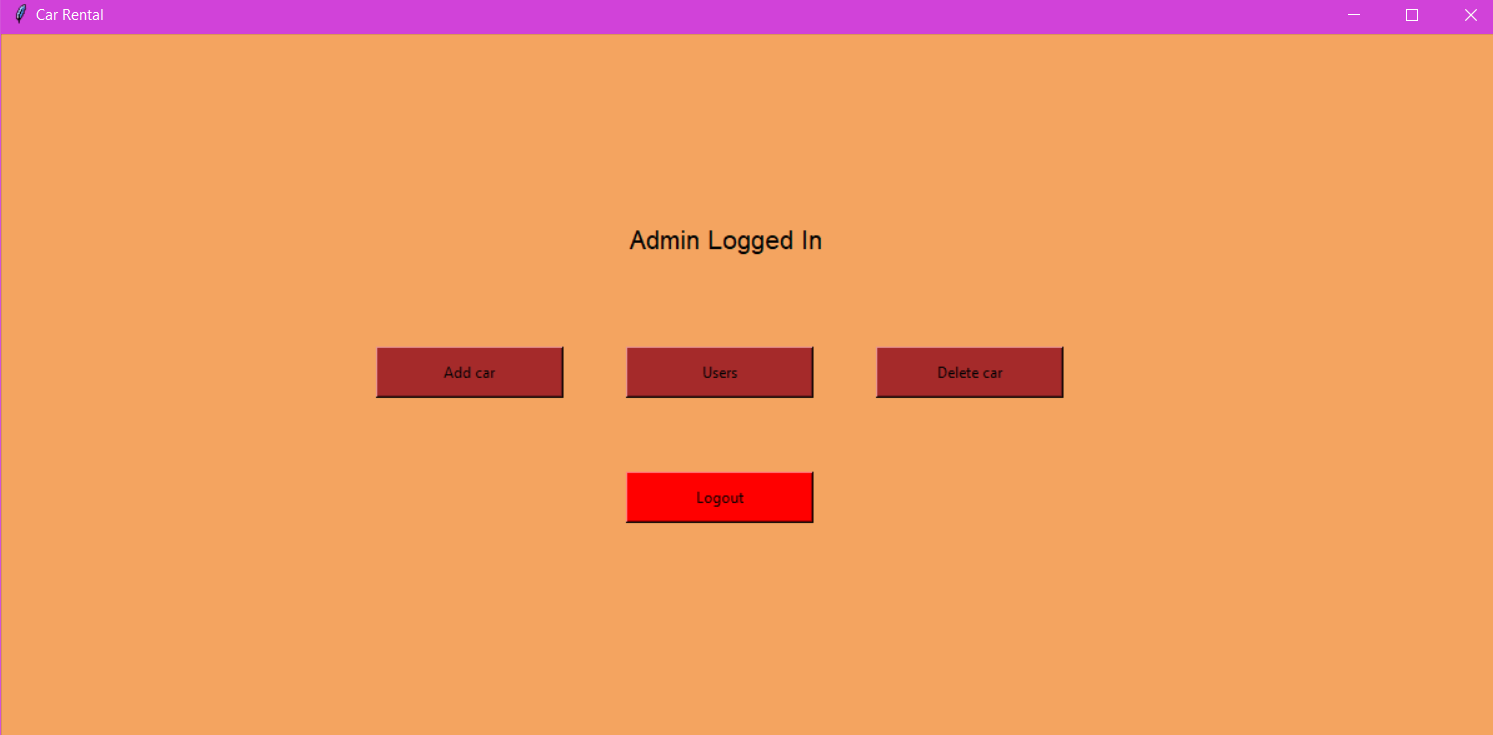 Car Rental
Admin Logged In
Add car
Users
Delete car
Logout